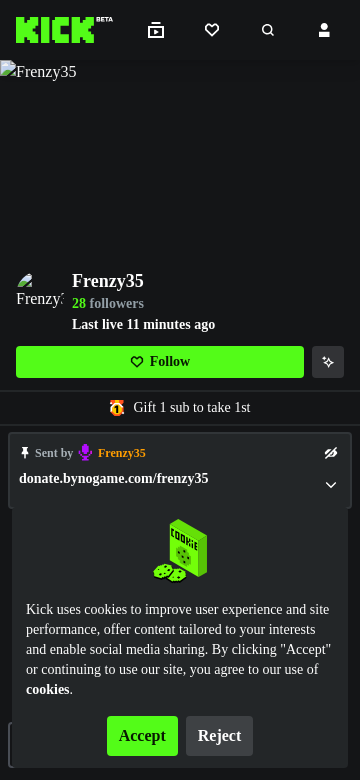 KICK BETA
Frenzy35
Frenzy35
Frenzy35
28 followers
Last live 11 minutes ago
Follow
1 Gift 1 sub to take 1st
Sent by Frenzy35
donate.bynogame.com/frenzy35
COOKIE
Kick uses cookies to improve user experience and site
performance, offer content tailored to your interests
and enable social media sharing. By clicking "Accept"
or continuing to use our site, you agree to our use of
cookies.
Accept Reject